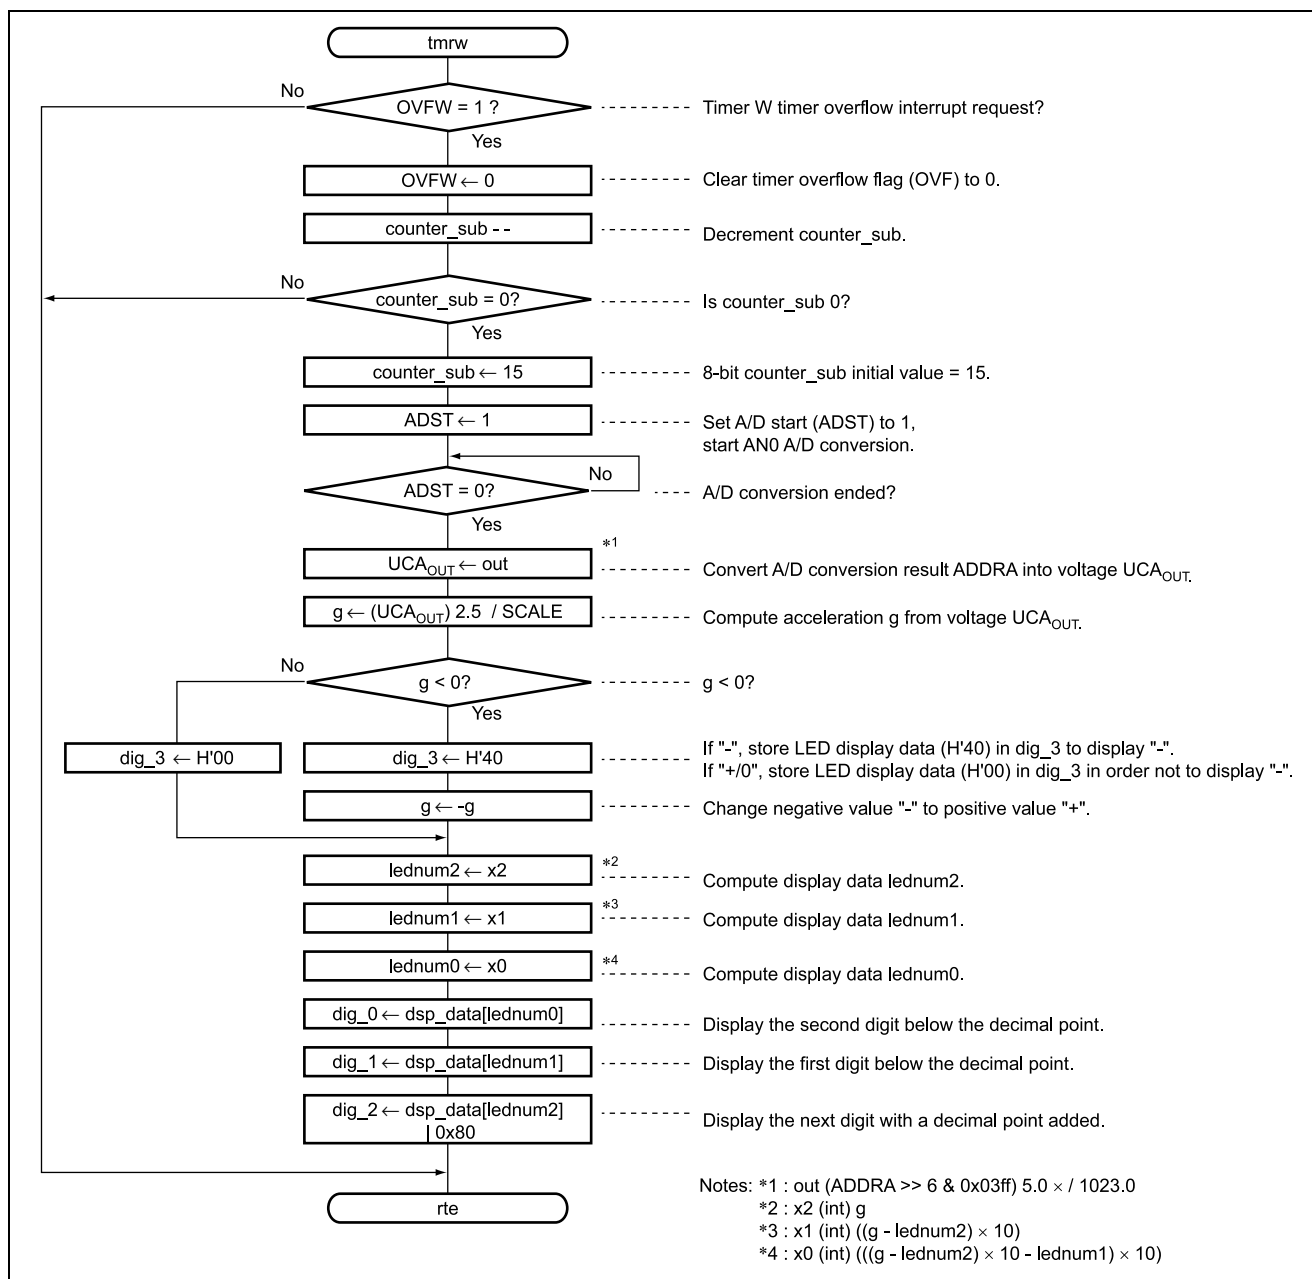 tmrw
No
OVFW = 1 ?
Timer W timer overflow interrupt request?
Yes
OVFW ← 0
Clear timer overflow flag (OVF) to 0.
counter_sub - -
Decrement counter_sub.
No
counter_sub = 0?
Is counter_sub 0?
Yes
counter_sub ← 15
8-bit counter_sub initial value = 15.
ADST ← 1
Set A/D start (ADST) to 1,
start AN0 A/D conversion.
No
ADST = 0?
A/D conversion ended?
Yes
*1
UCAOUT ← out
Convert A/D conversion result ADDRA into voltage UCAOUT.
g ← (UCAOUT) 2.5 / SCALE
Compute acceleration g from voltage UCAOUT.
No
g < 0?
g < 0?
Yes
dig_3 ← H'00
dig_3 ← H'40
If "-", store LED display data (H'40) in dig_3 to display "-".
If "+/0", store LED display data (H'00) in dig_3 in order not to display "-".
g ← -g
Change negative value "-" to positive value "+".
lednum2 ← x2
*2
Compute display data lednum2.
lednum1 ← x1
*3
Compute display data lednum1.
lednum0 ← x0
*4
Compute display data lednum0.
dig_0 ← dsp_data[lednum0]
Display the second digit below the decimal point.
dig_1 ← dsp_data[lednum1]
Display the first digit below the decimal point.
dig_2 ← dsp_data[lednum2]
| 0x80
Display the next digit with a decimal point added.
rte
Notes: *1 : out (ADDRA >> 6 & 0x03ff) 5.0 × / 1023.0
*2 : x2 (int) g
*3 : x1 (int) ((g - lednum2) × 10)
*4 : x0 (int) (((g - lednum2) × 10 - lednum1) × 10)